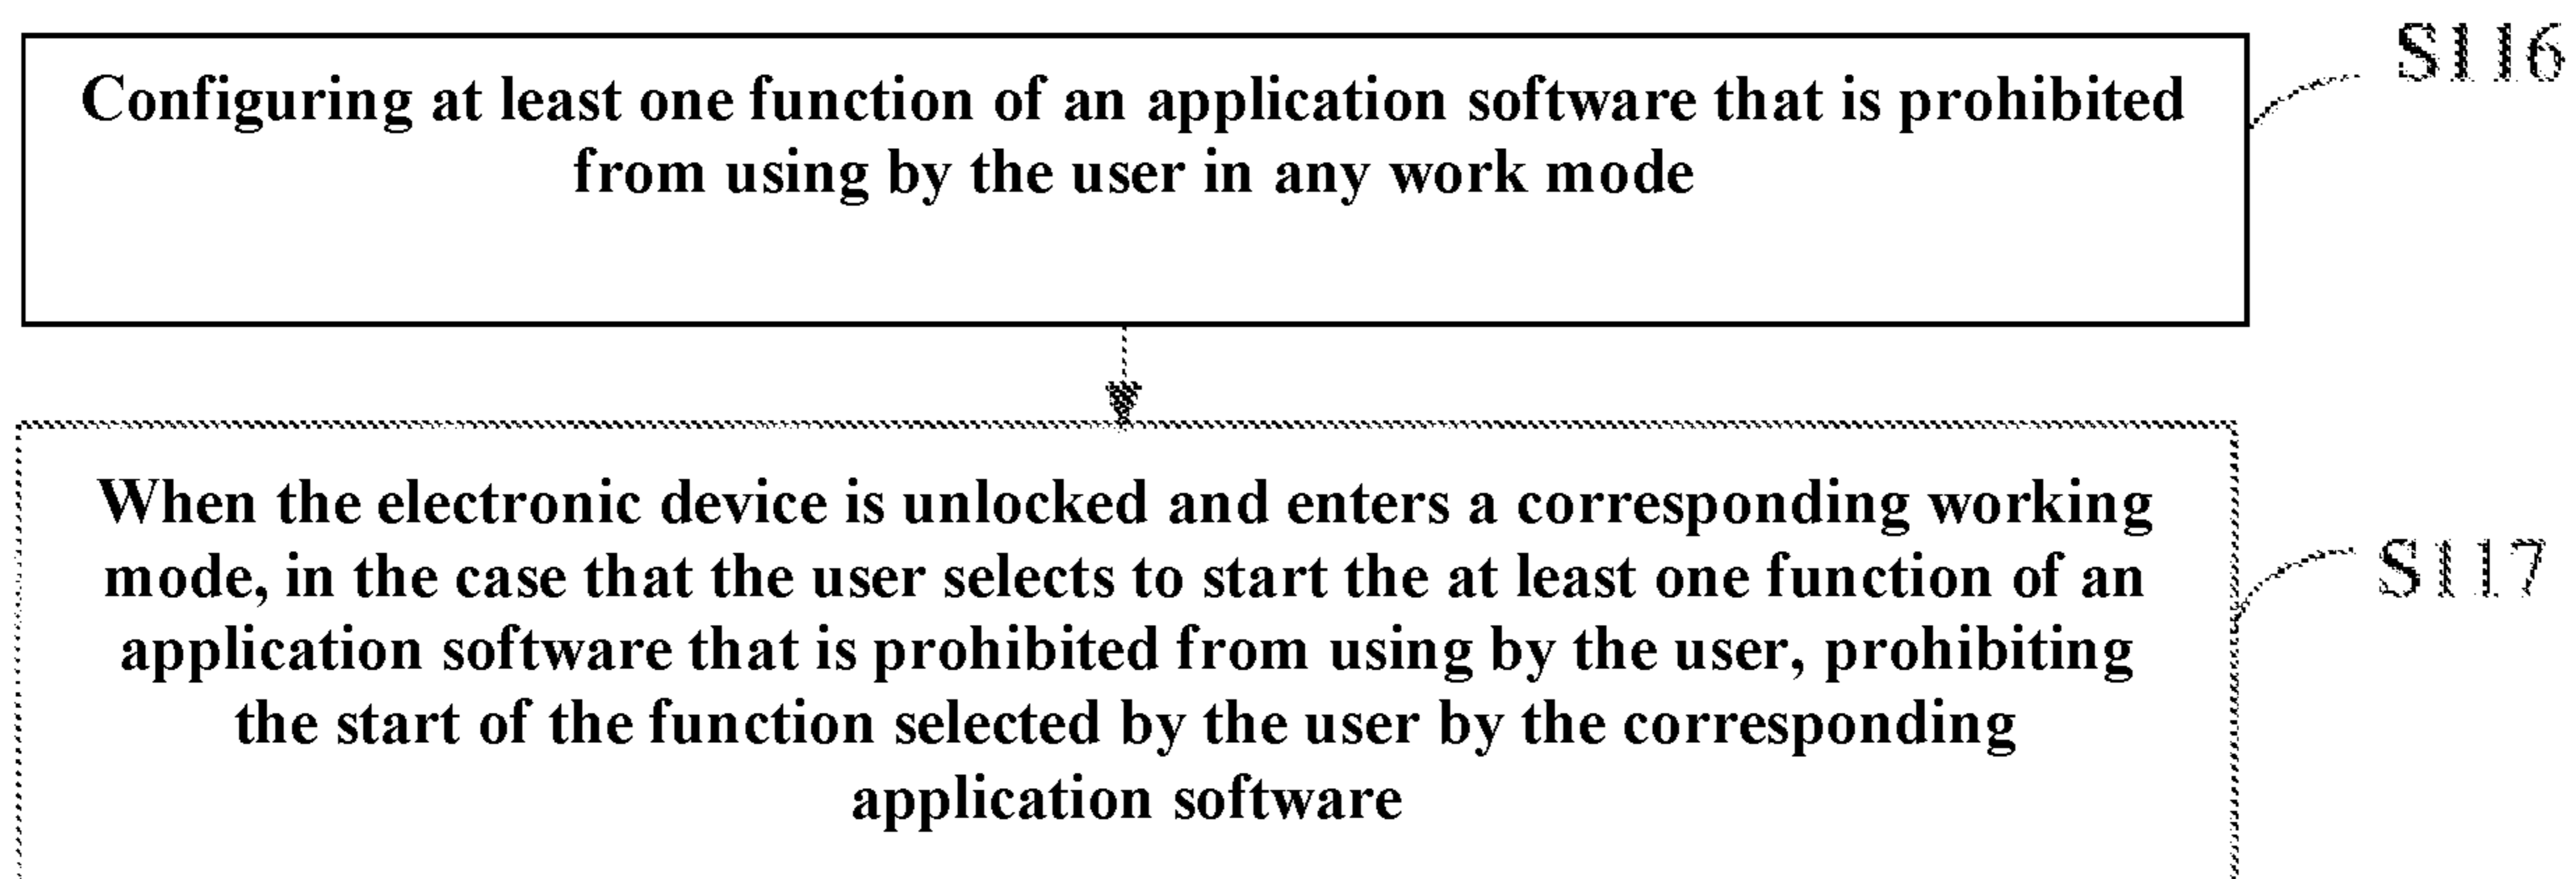 S116
Configuring at least one function of an application software that is prohibited
from using by the user in any work mode
When the electronic device is unlocked and enters a corresponding working
S117
mode, in the case that the user selects to start the at least one function of an
application software that is prohibited from using by the user, prohibiting
the start of the function selected by the user by the corresponding
application software